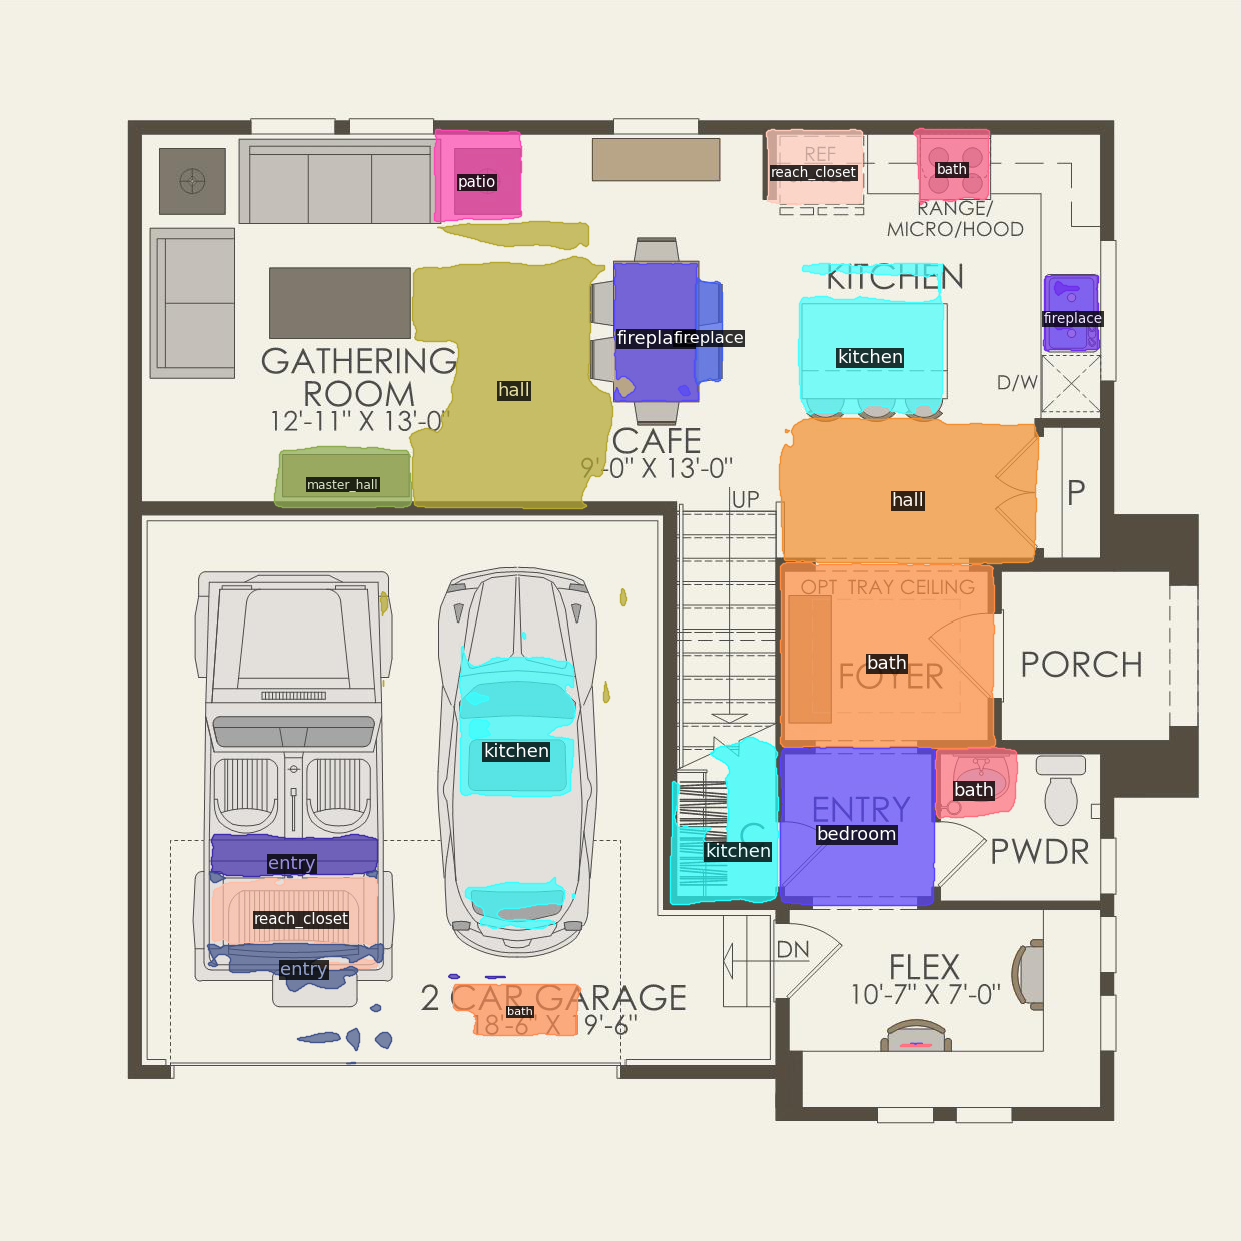 REF
reach_closet
bath
RANGE/
MICRO/HOOD
patio
KITCHEN
fireplace
fireplace
fireplace
kitchen
GATHERING
ROOM
12'-11" X 13'-0"
hall
D/W
CAFE
9'-0" X 13'-0"
master_hall
UP
hall
P
OPT TRAY CEILING
bath
FOYER
PORCH
kitchen
bath
ENTRY
bedroom
C
kitchen
PWDR
entry
reach_closet
entry
DN
FLEX
10'-7" X 7'-0"
2 CAR GARAGE
bath
18'-6" X 19'-6"